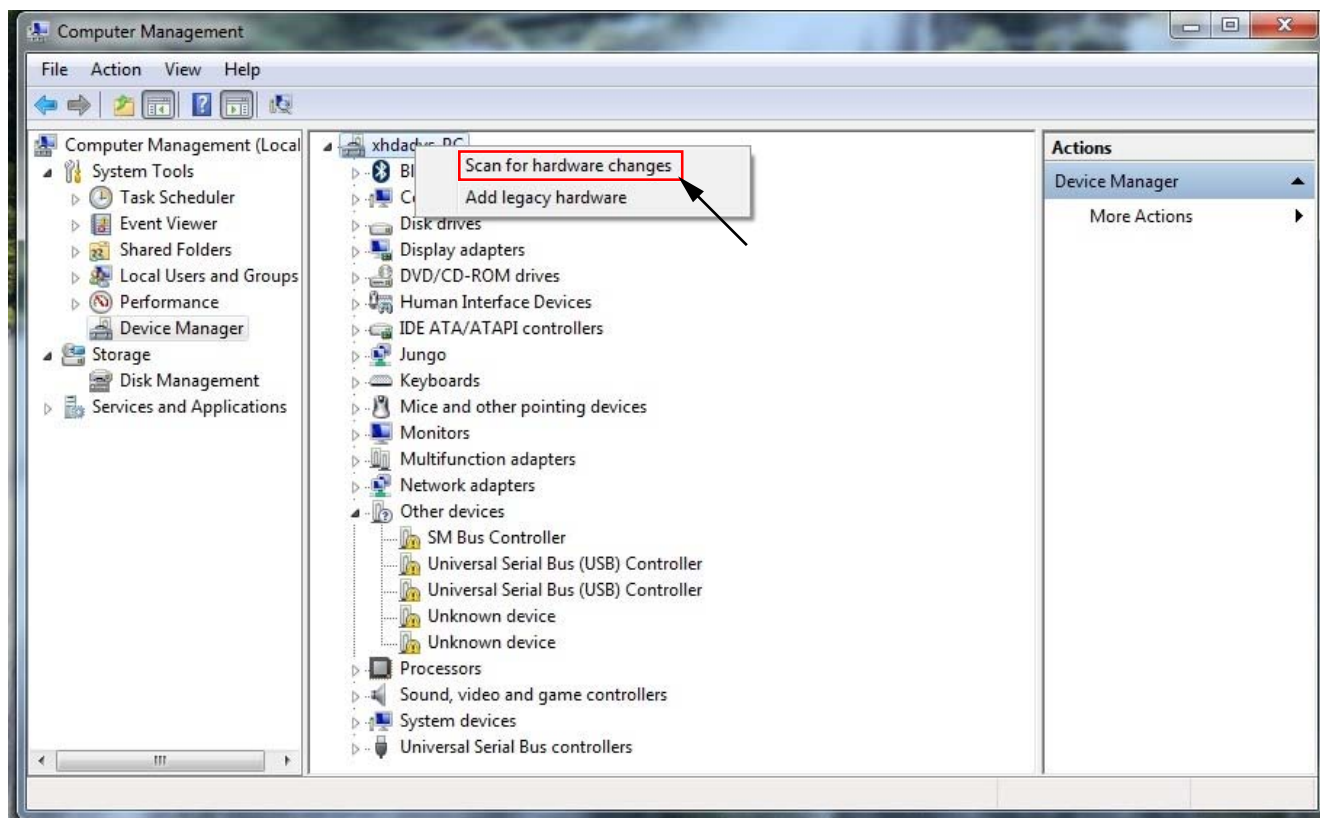 Computer Management
File Action View Help
Computer Management (Local
System Tools
Task Scheduler
Event Viewer
Shared Folders
Local Users and Groups
Performance
Device Manager
Storage
Disk Management
Services and Applications
Scan for hardware changes
Add legacy hardware
Disk drives
Display adapters
DVD/CD-ROM drives
Human Interface Devices
IDE ATA/ATAPI controllers
Jungo
Keyboards
Mice and other pointing devices
Monitors
Multifunction adapters
Network adapters
Other devices
SM Bus Controller
Universal Serial Bus (USB) Controller
Universal Serial Bus (USB) Controller
Unknown device
Unknown device
Processors
Sound, video and game controllers
System devices
Universal Serial Bus controllers
Actions
Device Manager
More Actions